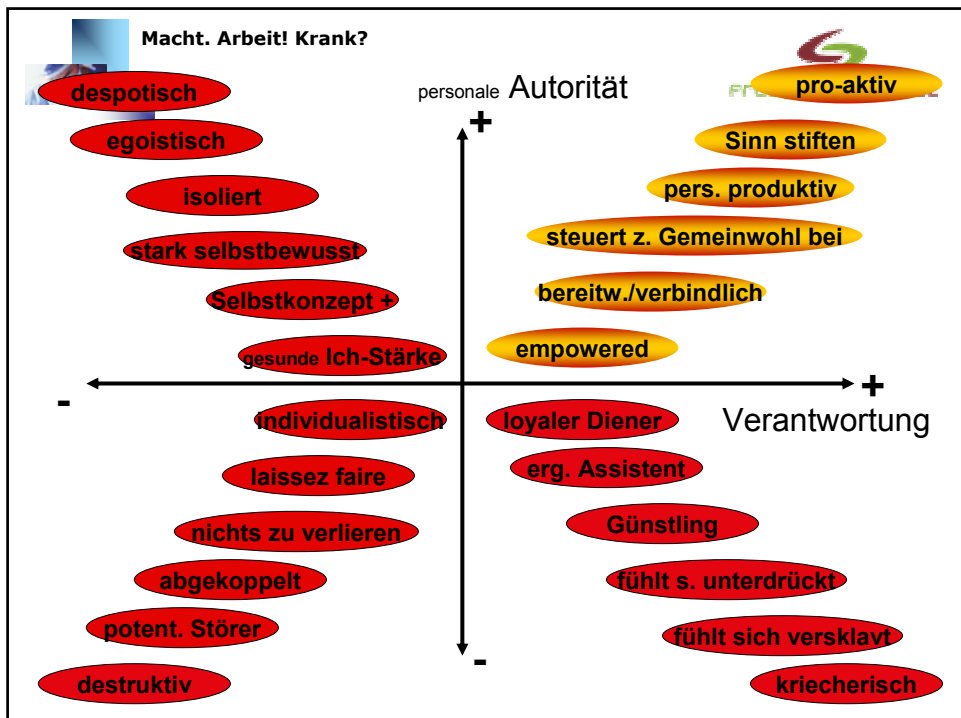 Macht. Arbeit! Krank?
despotisch
personale Autorität
pro-aktiv
+
egoistisch
Sinn stiften
isoliert
pers. produktiv
stark selbstbewusst
steuert z. Gemeinwohl bei
Selbstkonzept +
bereitw./verbindlich
gesunde Ich-Stärke
empowered
-
+
individualistisch
loyaler Diener
Verantwortung
laissez faire
erg. Assistent
nichts zu verlieren
Günstling
abgekoppelt
fühlt s. unterdrückt
potent. Störer
fühlt sich versklavt
-
destruktiv
kriecherisch